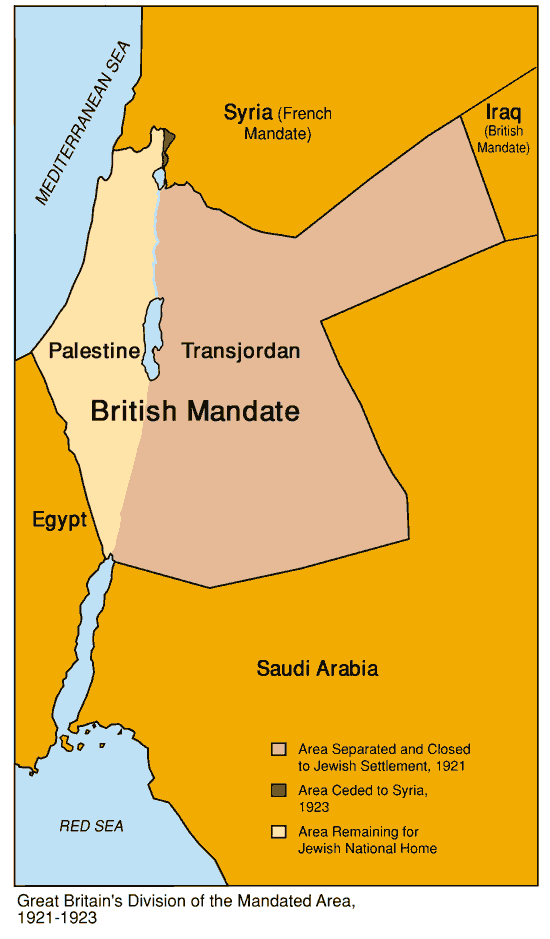 MEDITERRANEAN SEA
Syria (French
Mandate)
Iraq
(British
Mandate)
Palestine
Transjordan
British Mandate
Egypt
Saudi Arabia
Area Separated and Closed
to Jewish Settlement, 1921
Area Ceded to Syria,
1923
Area Remaining for
Jewish National Home
RED SEA
Great Britain's Division of the Mandated Area,
1921-1923